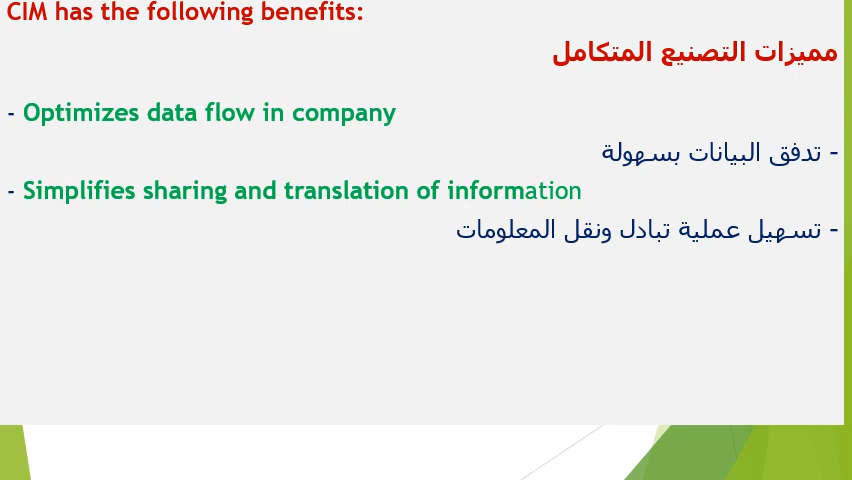 CIM has the following benefits:
مميزات التصنيع المتكامل
- Optimizes data flow in company
- تدفق البيانات بسهولة
- Simplifies sharing and translation of information
- تسهيل عملية تبادل ونقل المعلومات